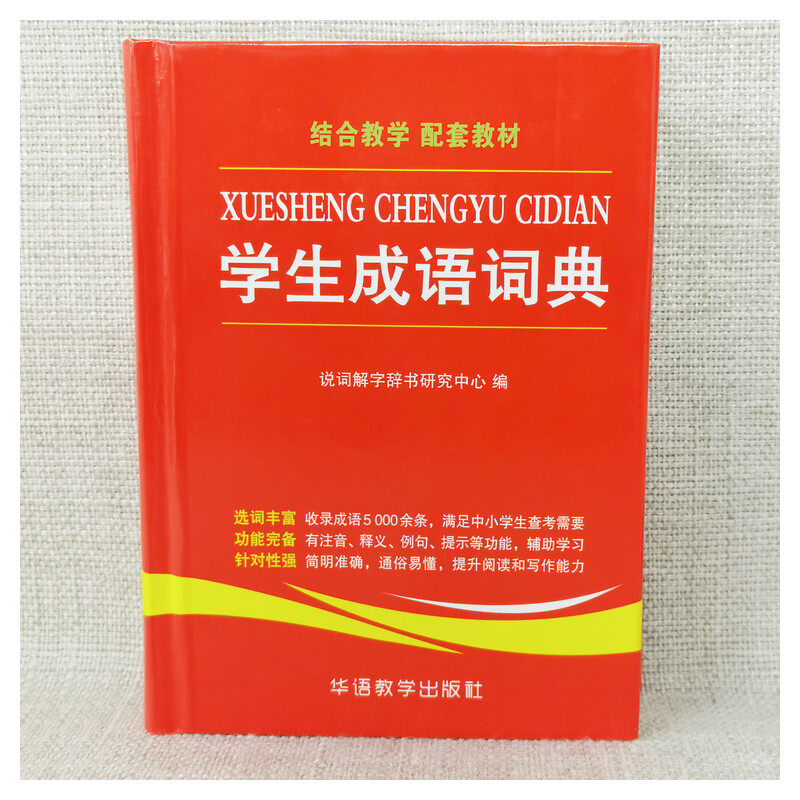 结合教学 配套教材
XUESHENG CHENGYU CIDIAN
学生成语词典
说词解字辞书研究中心 编
选词丰富 收录成语5000余条，满足中小学生查考需要
功能完备 有注音、释义、例句、提示等功能，辅助学习
针对性强 简明准确，通俗易懂，提升阅读和写作能力
华语教学出版社